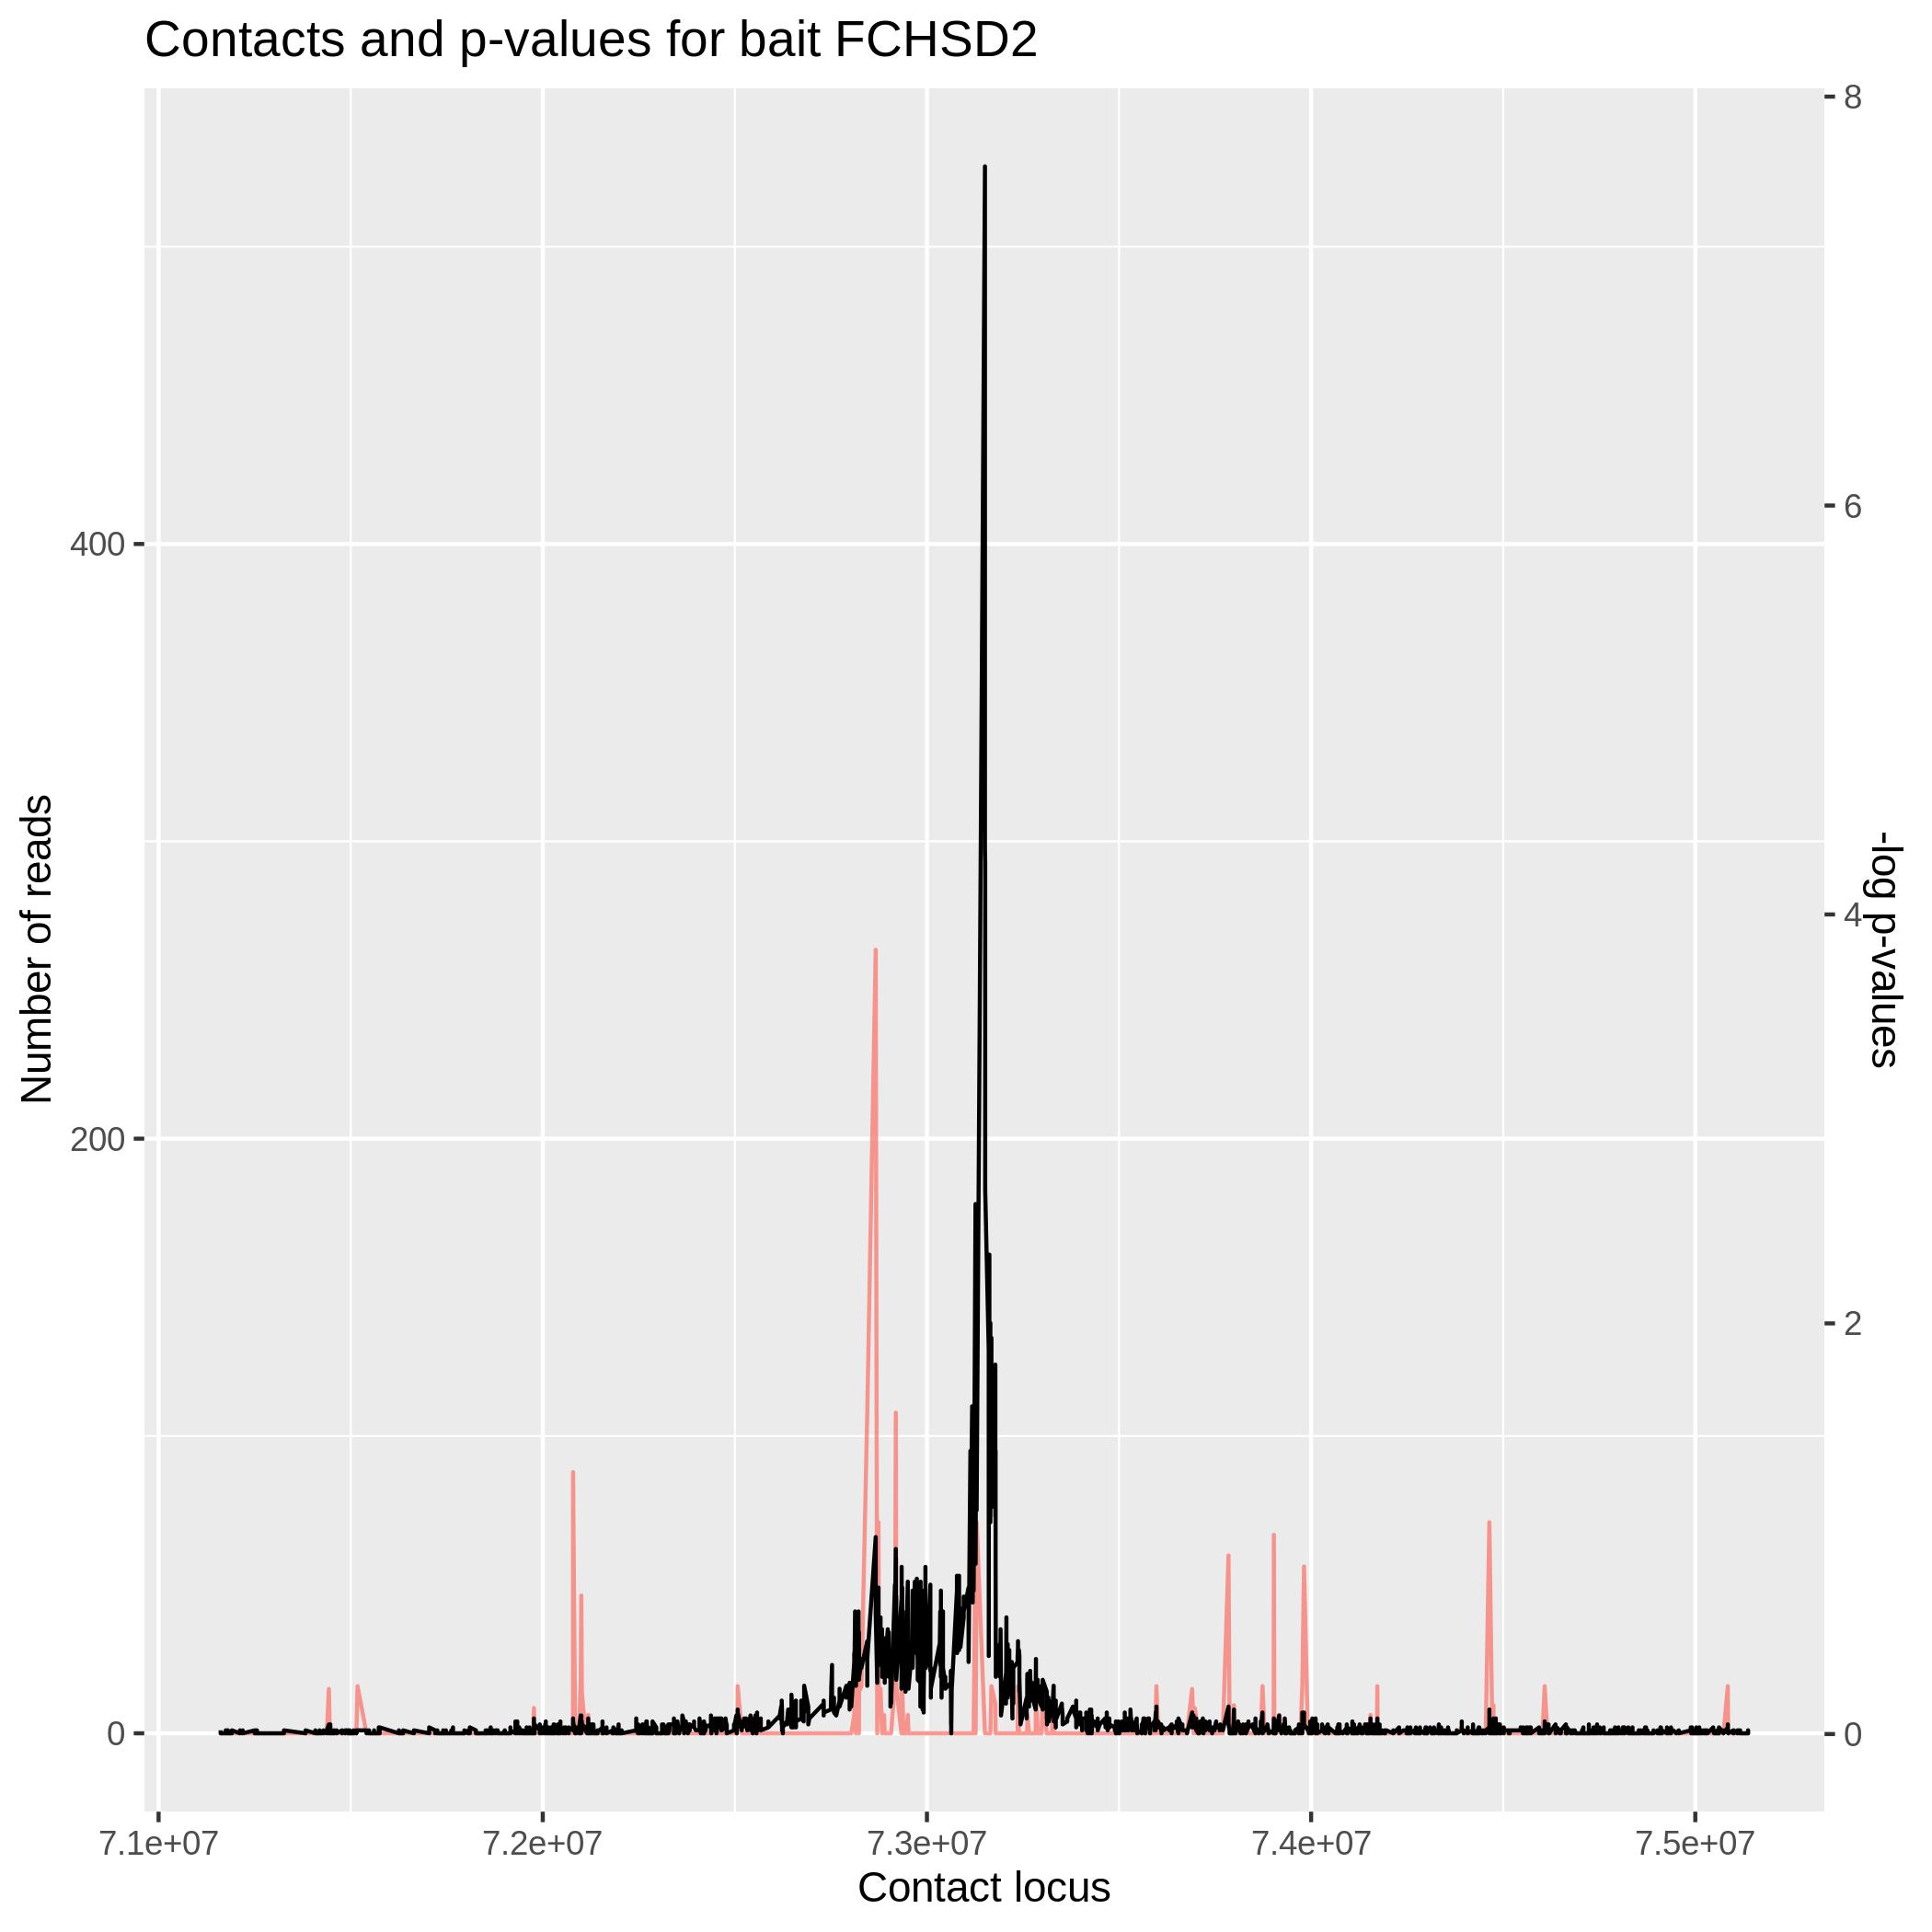 Contacts and p-values for bait FCHSD2
Number of reads
400
200
0
8
6
4
2
0
-log p-values
7.1e+07
7.2e+07
7.3e+07
7.4e+07
7.5e+07
Contact locus